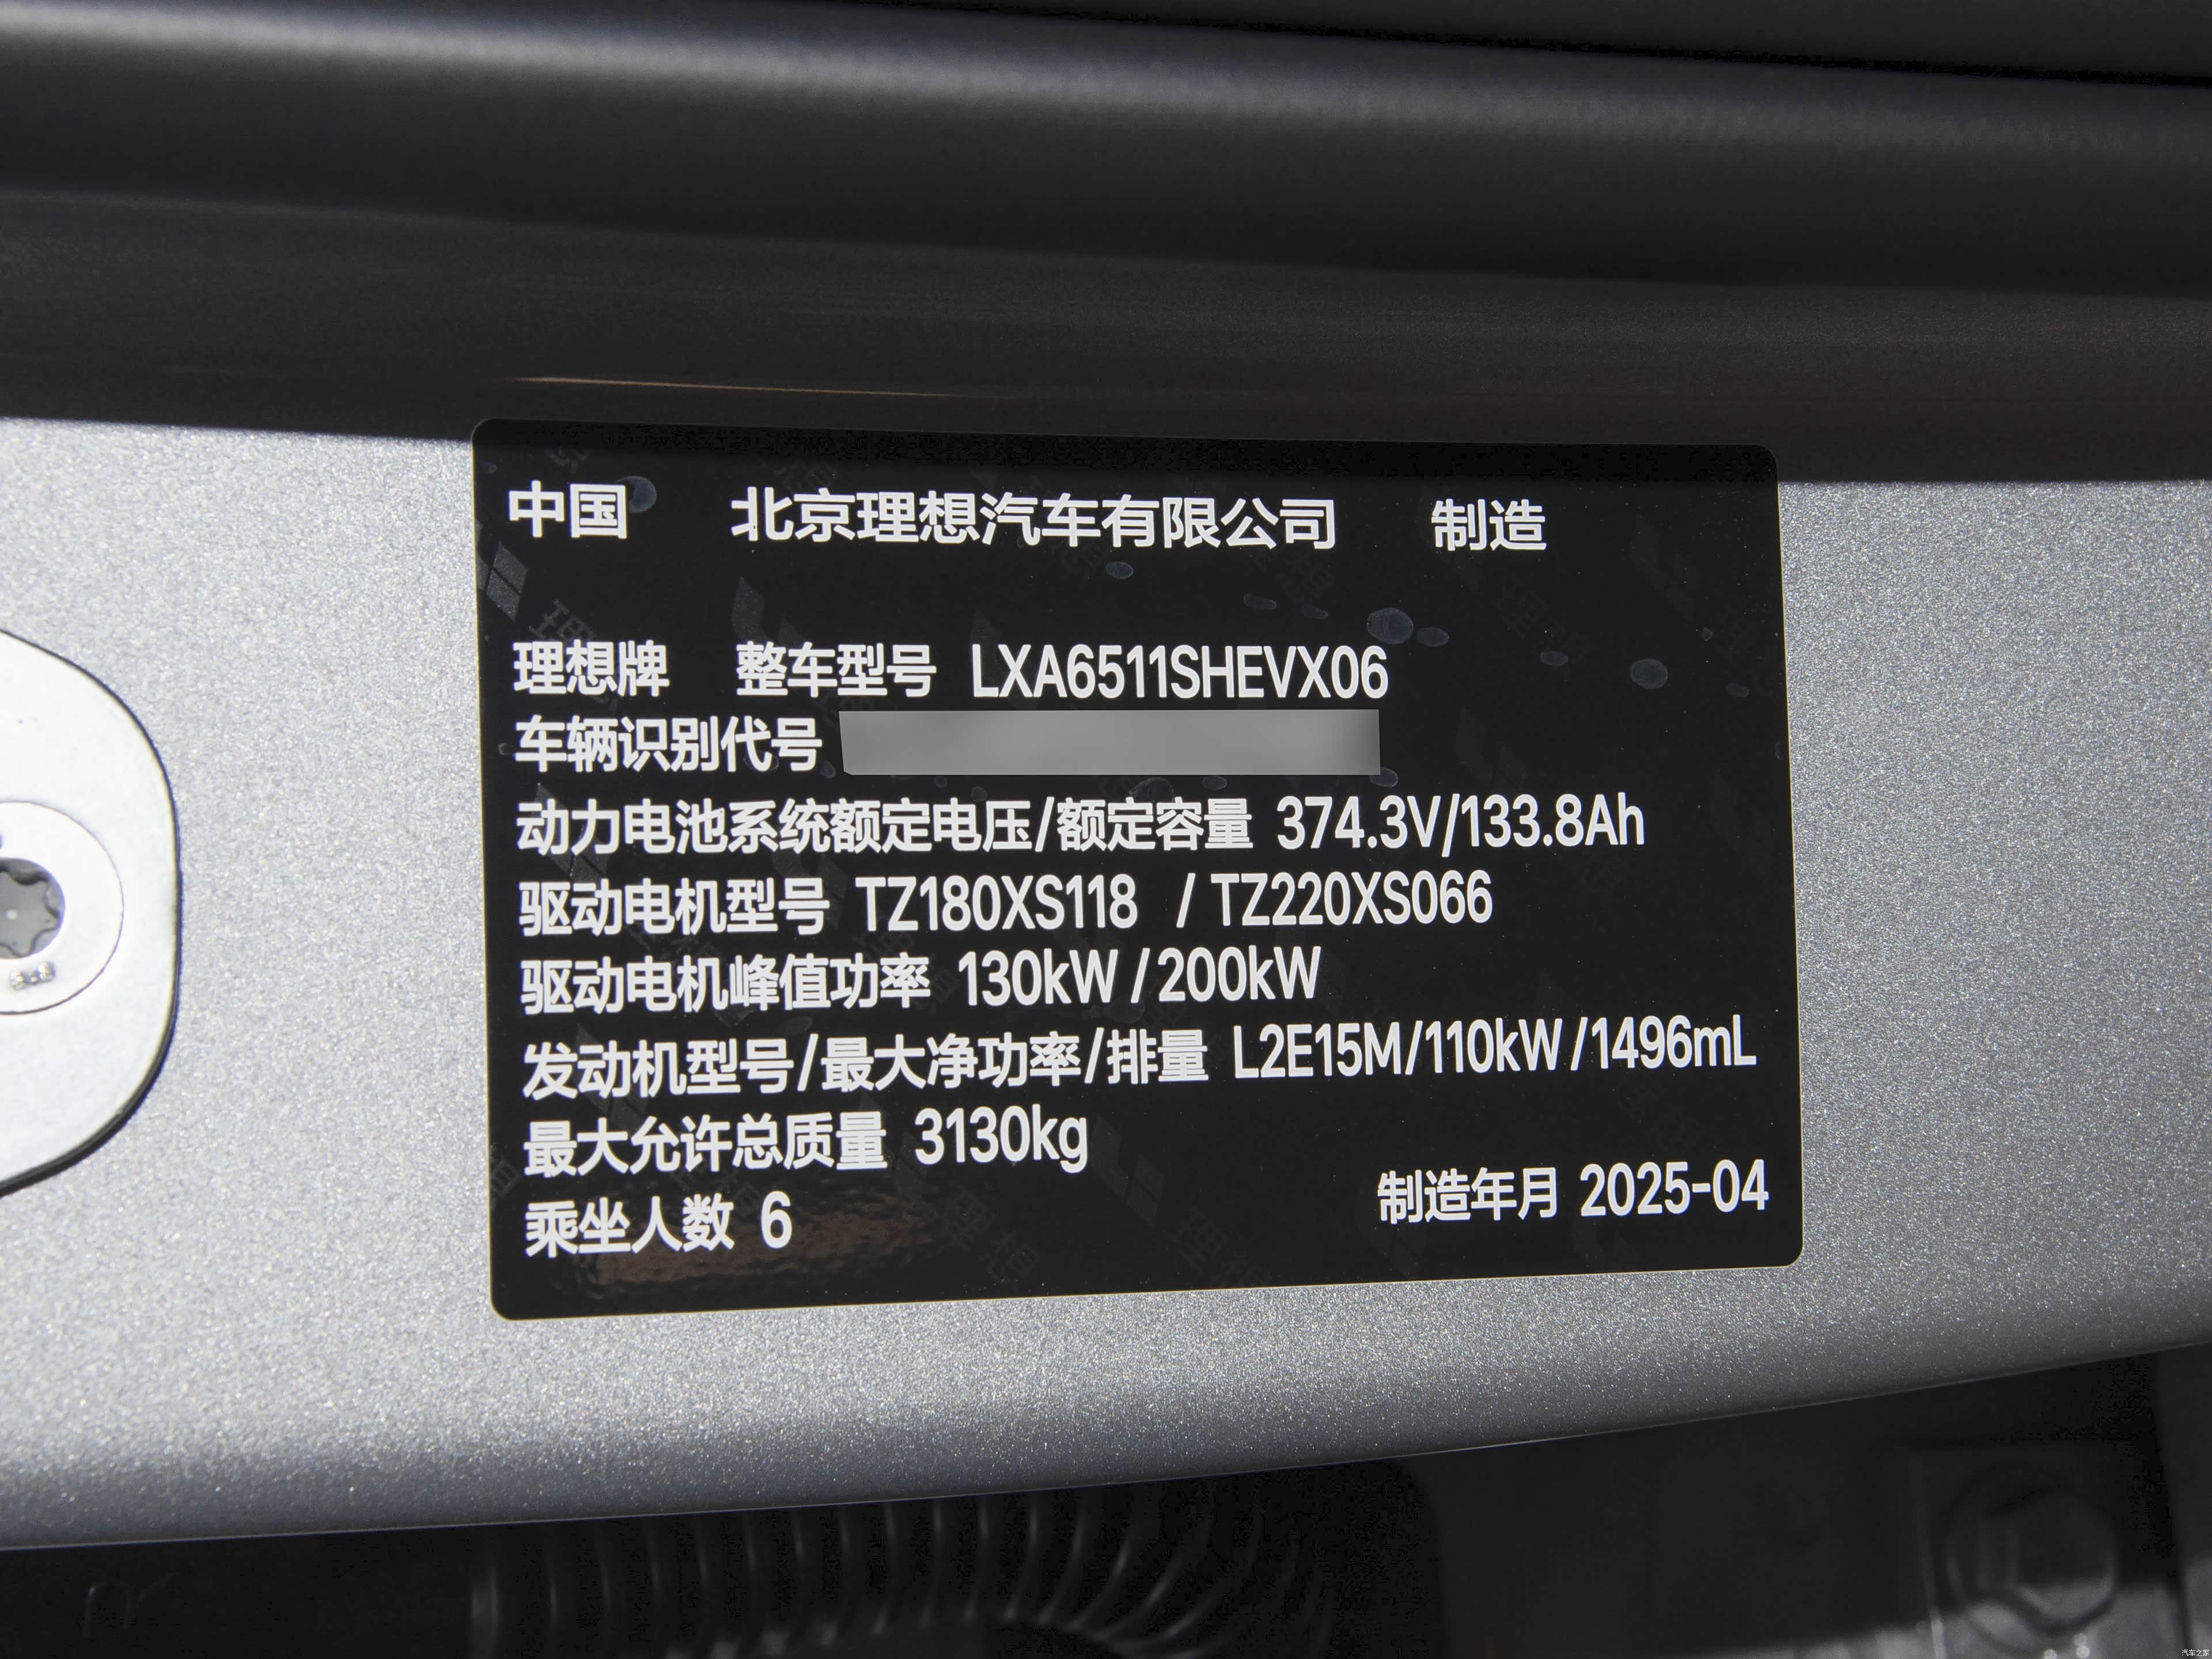 中国 北京理想汽车有限公司 制造
理想牌 整车型号 LXA6511SHEVX06
车辆识别代号
动力电池系统额定电压/额定容量 374.3V/133.8Ah
驱动电机型号 TZ180XS118 / TZ220XS066
驱动电机峰值功率 130kW / 200kW
发动机型号/最大净功率/排量 L2E15M/110kW/1496mL
最大允许总质量 3130kg
乘坐人数 6
制造年月 2025-04
汽车之家